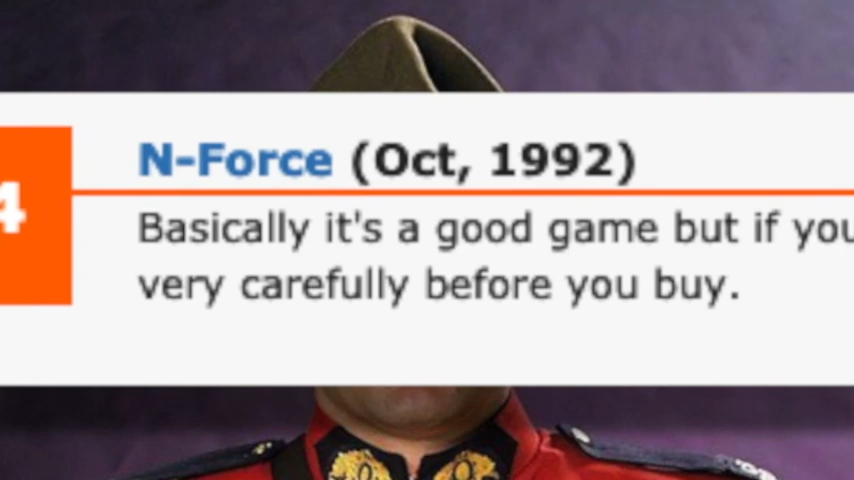 N-Force (Oct, 1992)
4
Basically it's a good game but if you
very carefully before you buy.